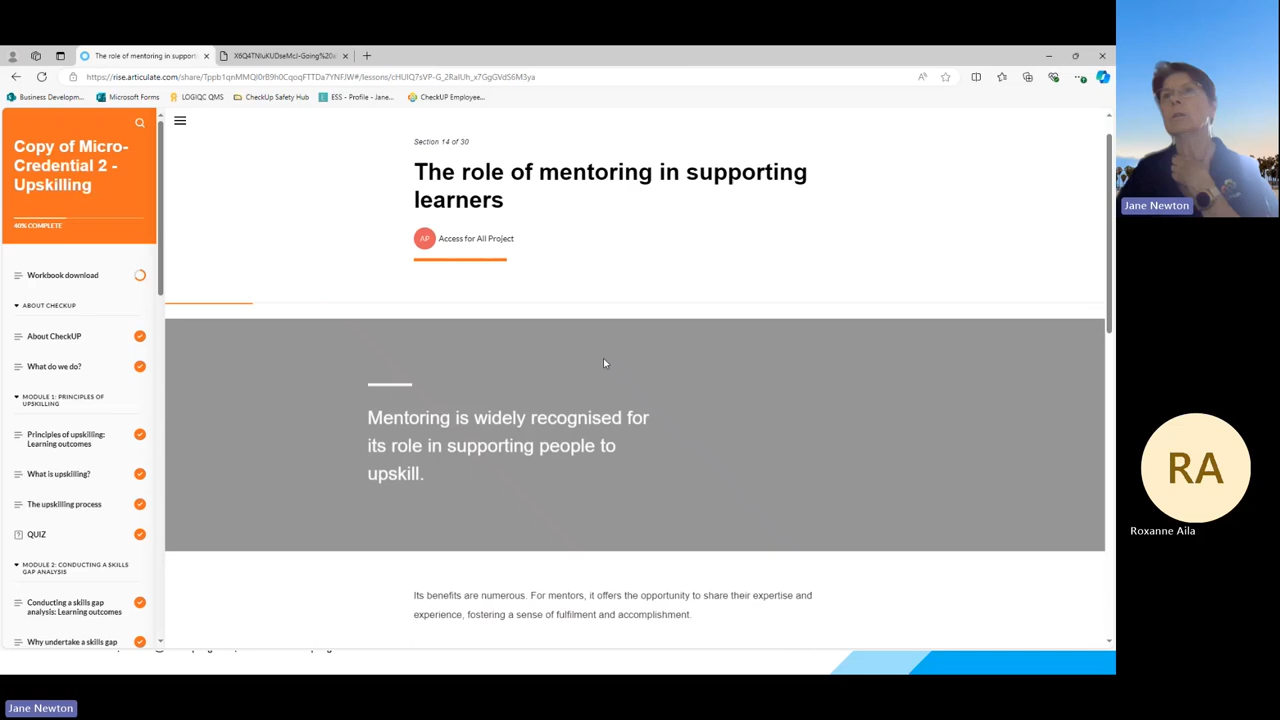 The role of mentoring in support
X6Q4TNluKUDseMcJ-Going%20
https://rise.articulate.com/share/Tppb1qnMMQl0rB9h0CqoqFTTDa7YNFJW#/lessons/cHUIQ7sVP-G_2RaIUh_x7GgGVdS6M3ya
Business Developm...
Microsoft Forms
LOGIQC QMS
CheckUp Safety Hub
ESS - Profile - Jane...
CheckUP Employee...
Copy of Micro-
Credential 2 -
Upskilling
40% COMPLETE
Workbook download
ABOUT CHECKUP
About CheckUP
What do we do?
MODULE 1: PRINCIPLES OF
UPSKILLING
Principles of upskilling:
Learning outcomes
What is upskilling?
The upskilling process
QUIZ
MODULE 2: CONDUCTING A SKILLS
GAP ANALYSIS
Conducting a skills gap
analysis: Learning outcomes
Why undertake a skills gap
Section 14 of 30
The role of mentoring in supporting
learners
AP
Access for All Project
Mentoring is widely recognised for
its role in supporting people to
upskill.
Its benefits are numerous. For mentors, it offers the opportunity to share their expertise and
experience, fostering a sense of fulfilment and accomplishment.
Jane Newton
RA
Roxanne Aila
Jane Newton